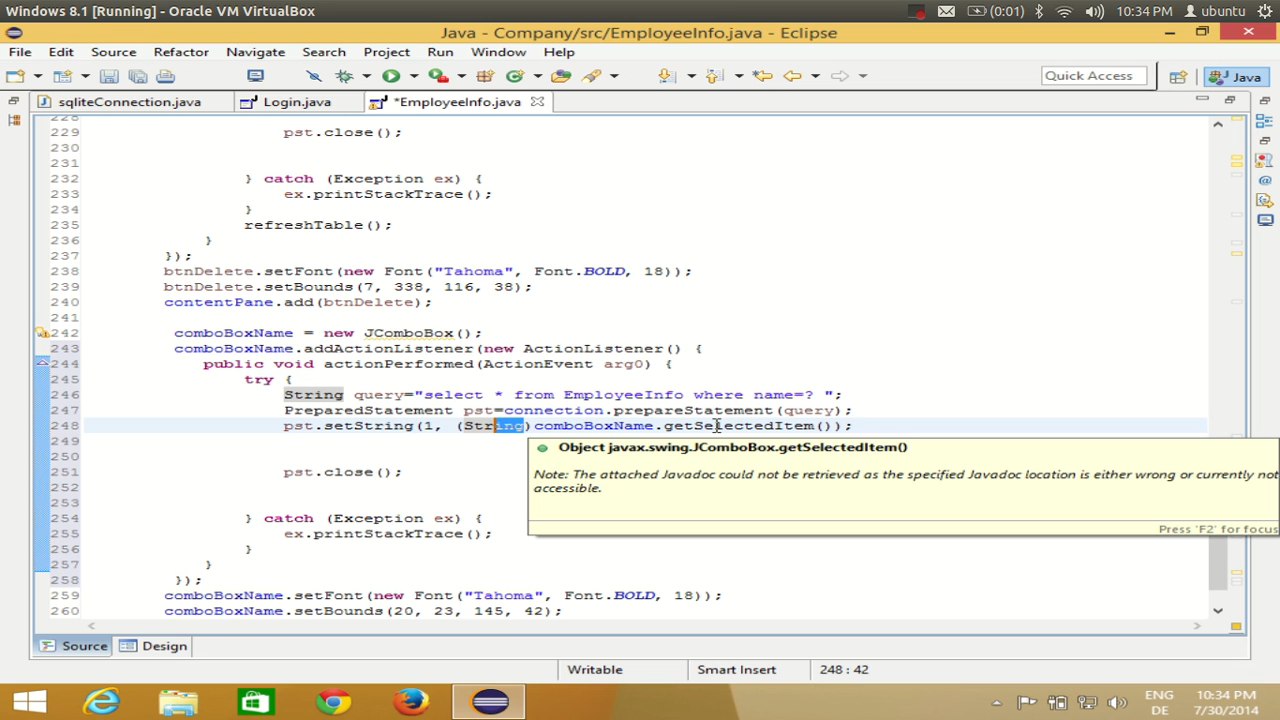 Windows 8.1 [Running] - Oracle VM VirtualBox
(0:01) 10:34 PM ubuntu
Java - Company/src/EmployeeInfo.java - Eclipse
File Edit Source Refactor Navigate Search Project Run Window Help
Quick Access Java
sqliteConnection.java Login.java *EmployeeInfo.java
228
229 pst.close();
230
231
232 } catch (Exception ex) {
233 ex.printStackTrace();
234 }
235 refreshTable();
236 }
237 });
238 btnDelete.setFont(new Font("Tahoma", Font.BOLD, 18));
239 btnDelete.setBounds(7, 338, 116, 38);
240 contentPane.add(btnDelete);
241
242 comboBoxName = new JComboBox();
243 comboBoxName.addActionListener(new ActionListener() {
244 public void actionPerformed(ActionEvent arg0) {
245 try {
246 String query="select * from EmployeeInfo where name=? ";
247 PreparedStatement pst=connection.prepareStatement(query);
248 pst.setString(1, (String)comboBoxName.getSelectedItem());
249
250
251 pst.close();
252
253
254 } catch (Exception ex) {
255 ex.printStackTrace();
256 }
257 }
258 });
259 comboBoxName.setFont(new Font("Tahoma", Font.BOLD, 18));
260 comboBoxName.setBounds(20, 23, 145, 42);
Object javax.swing.JComboBox.getSelectedItem()
Note: The attached Javadoc could not be retrieved as the specified Javadoc location is either wrong or currently not
accessible.
Press 'F2' for focus
Source Design
Writable Smart Insert 248 : 42
ENG 10:34 PM
DE 7/30/2014